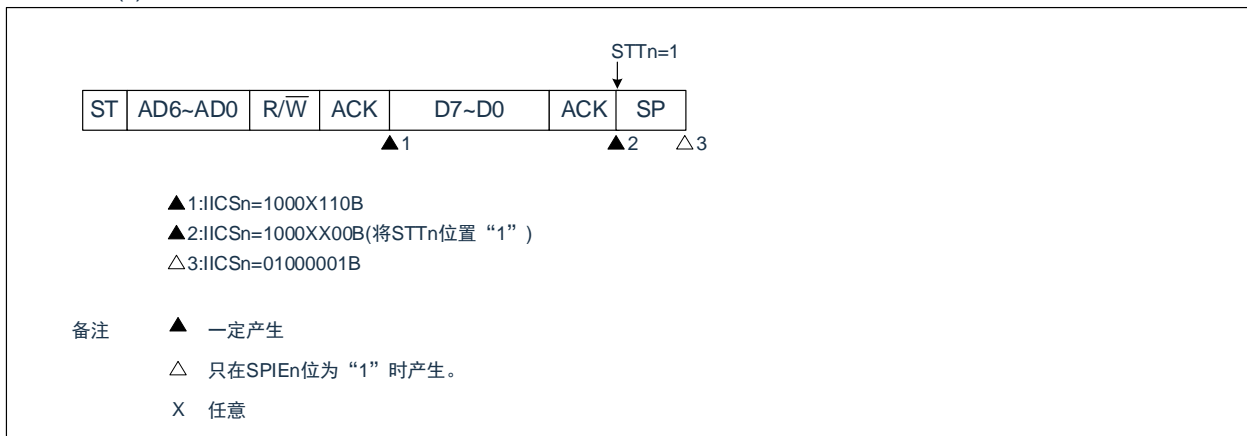 STTn=1
ST AD6~AD0 R/W̅ ACK D7~D0 ACK SP
▲1 ▲2 △3
▲1:IICSn=1000X110B
▲2:IICSn=1000XX00B(将STTn位置“1”)
△3:IICSn=01000001B
备注 ▲ 一定产生
△ 只在SPIEn位为“1”时产生。
X 任意